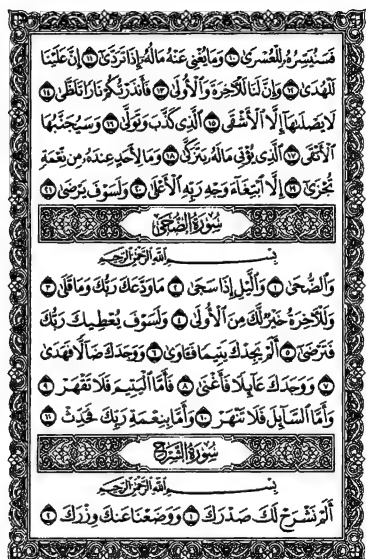 فَسَنُيَسِّرُهُۥ لِلْعُسْرَىٰ ١٠ وَمَا يُغْنِى عَنْهُ مَالُهُۥٓ إِذَا تَرَدَّىٰٓ ١١ إِنَّ عَلَيْنَا
لَلْهُدَىٰ ١٢ وَإِنَّ لَنَا لَلْءَاخِرَةَ وَٱلْأُولَىٰ ١٣ فَأَنذَرْتُكُمْ نَارًا تَلَظَّىٰ ١٤
لَا يَصْلَىٰهَآ إِلَّا ٱلْأَشْقَى ١٥ ٱلَّذِى كَذَّبَ وَتَوَلَّىٰ ١٦ وَسَيُجَنَّبُهَا
ٱلْأَتْقَى ١٧ ٱلَّذِى يُؤْتِى مَالَهُۥ يَتَزَكَّىٰ ١٨ وَمَا لِأَحَدٍ عِندَهُۥ مِن نِّعْمَةٍ
تُجْزَىٰٓ ١٩ إِلَّا ٱبْتِغَآءَ وَجْهِ رَبِّهِ ٱلْأَعْلَىٰ ٢٠ وَلَسَوْفَ يَرْضَىٰ ٢١
سُورَةُ الضُّحَى
بِسْمِ ٱللَّهِ ٱلرَّحْمَٰنِ ٱلرَّحِيمِ
وَٱلضُّحَىٰ ١ وَٱلَّيْلِ إِذَا سَجَىٰ ٢ مَا وَدَّعَكَ رَبُّكَ وَمَا قَلَىٰ ٣
وَلَلْءَاخِرَةُ خَيْرٌ لَّكَ مِنَ ٱلْأُولَىٰ ٤ وَلَسَوْفَ يُعْطِيكَ رَبُّكَ
فَتَرْضَىٰٓ ٥ أَلَمْ يَجِدْكَ يَتِيمًا فَـَٔاوَىٰ ٦ وَوَجَدَكَ ضَآلًّا فَهَدَىٰ
٧ وَوَجَدَكَ عَآئِلًا فَأَغْنَىٰ ٨ فَأَمَّا ٱلْيَتِيمَ فَلَا تَقْهَرْ ٩
وَأَمَّا ٱلسَّآئِلَ فَلَا تَنْهَرْ ١٠ وَأَمَّا بِنِعْمَةِ رَبِّكَ فَحَدِّثْ ١١
سُورَةُ الشَّرْحِ
بِسْمِ ٱللَّهِ ٱلرَّحْمَٰنِ ٱلرَّحِيمِ
أَلَمْ نَشْرَحْ لَكَ صَدْرَكَ ١ وَوَضَعْنَا عَنكَ وِزْرَكَ ٢